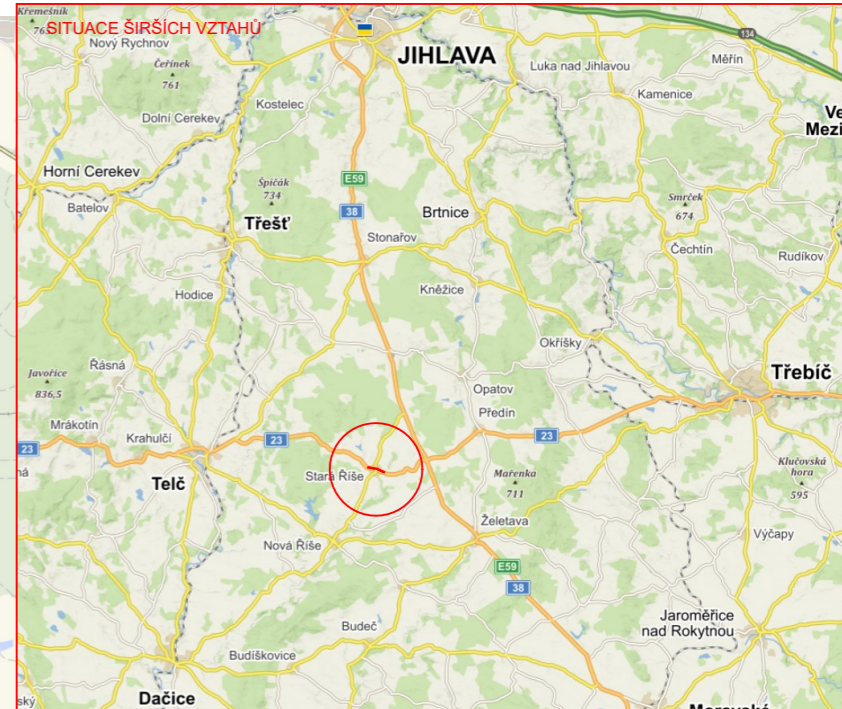 Křemešník
SITUACE ŠIRŠÍCH VZTAHŮ
Nový Rychnov
JIHLAVA
134
Měřín
Čeřínek
761
Luka nad Jihlavou
Kamenice
Kostelec
Dolní Cerekev
Horní Cerekev
Batelov
E59
38
Špičák
734
Třešť
Brtnice
Smrček
674
Stonařov
Čechtín
Rudíkov
Hodice
Kněžice
Okříšky
Javořice
836,5
Řásná
Třebíč
Opatov
Předín
Mrákotín
Krahulčí
23
23
23
23
Stará Říše
Telč
Mařenka
711
Klučovská
hora
595
Želetava
Nová Říše
Výčapy
E59
38
Jaroměřice
nad Rokytnou
Budeč
Budíškovice
Dačice